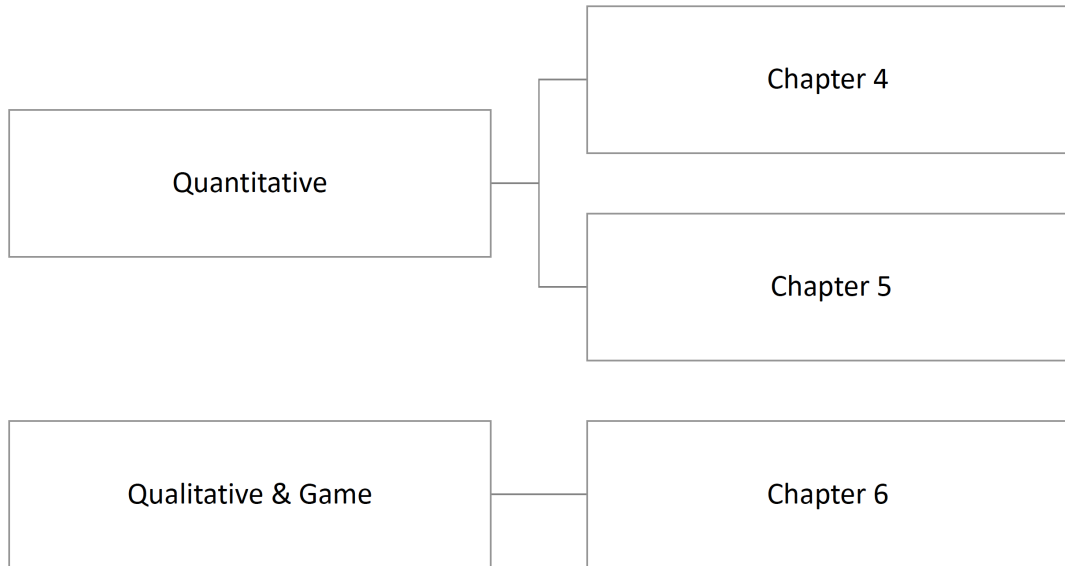 Quantitative
Chapter 4
Chapter 5
Qualitative & Game
Chapter 6